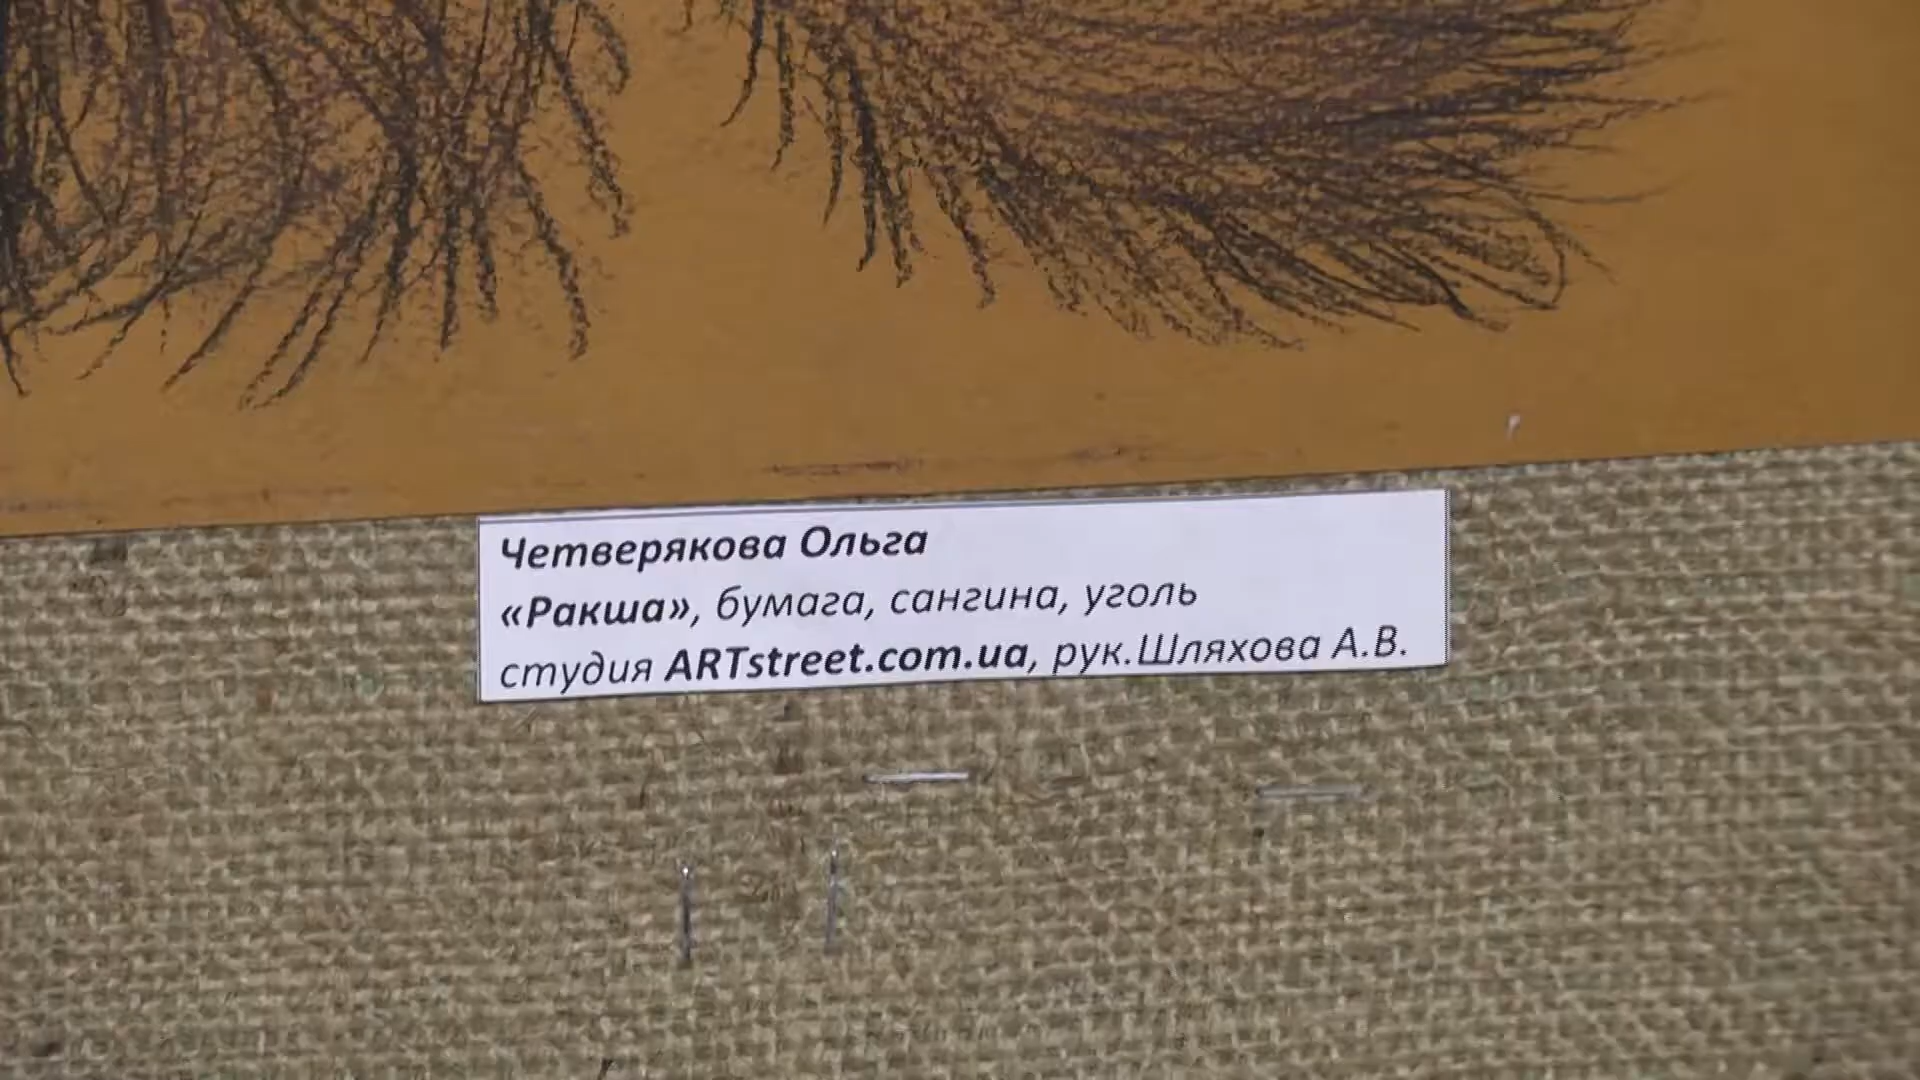 Четверякова Ольга
«Ракша», бумага, сангина, уголь
студия ARTstreet.com.ua, рук.Шляхова А.В.